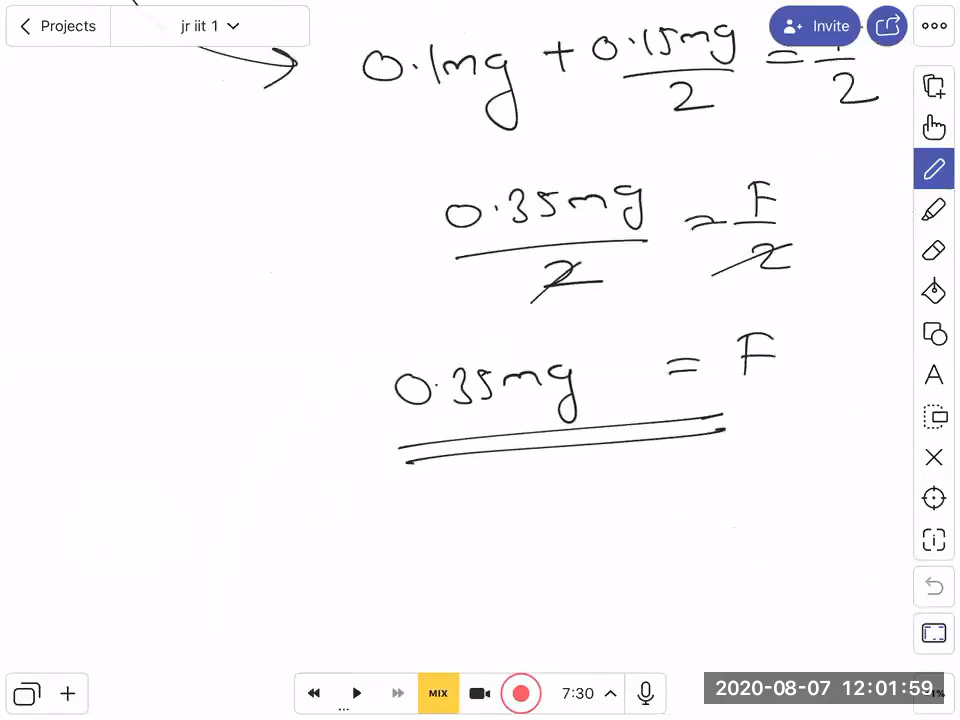 Projects
jr iit 1
Invite
0.1mg + 0.15mg/2 = F/2
0.35mg/2 = F/2
0.35mg = F
A
MIX
7:30
2020-08-07 12:01:59